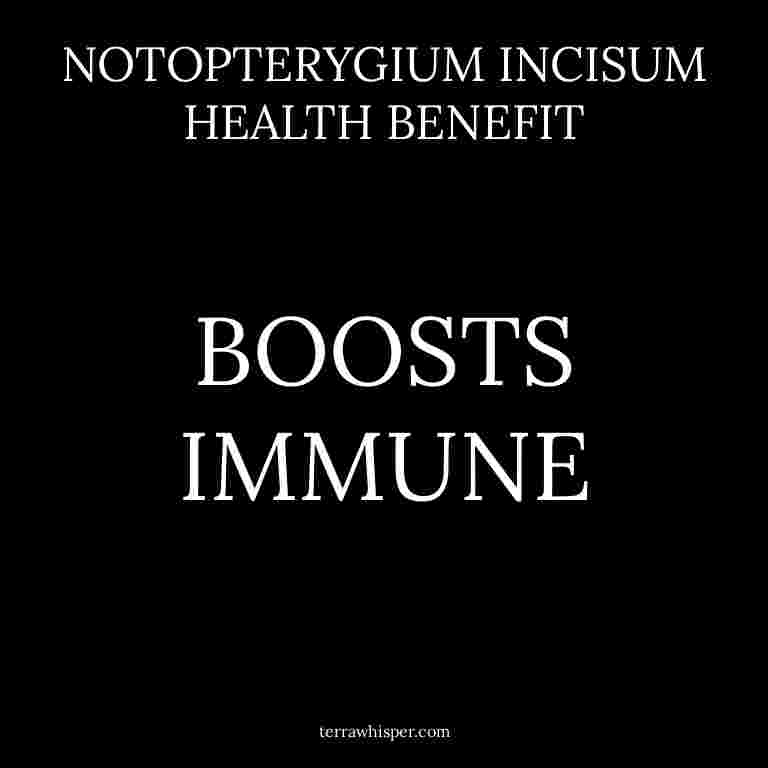 NOTOPTERYGIUM INCISUM
HEALTH BENEFIT
BOOSTS
IMMUNE
terrawhisper.com